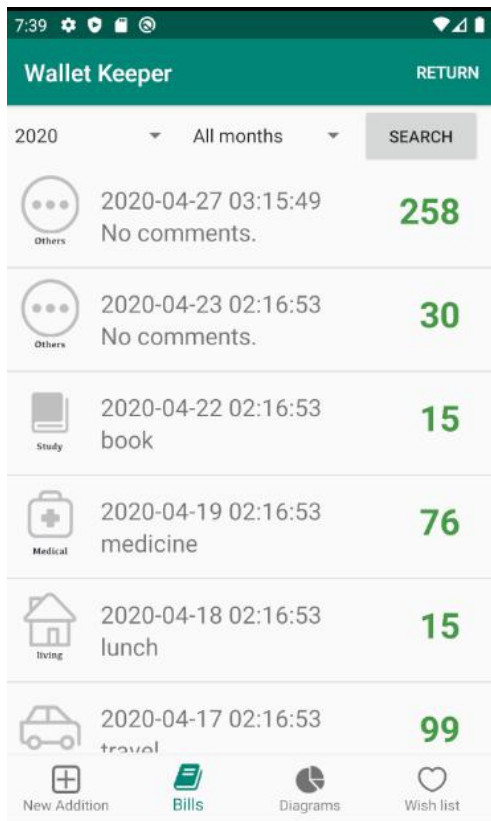 7:39
Wallet Keeper
RETURN
2020
All months
SEARCH
2020-04-27 03:15:49
258
Others
No comments.
2020-04-23 02:16:53
30
Others
No comments.
2020-04-22 02:16:53
15
Study
book
2020-04-19 02:16:53
76
Medical
medicine
2020-04-18 02:16:53
15
living
lunch
2020-04-17 02:16:53
99
travel
New Addition
Bills
Diagrams
Wish list